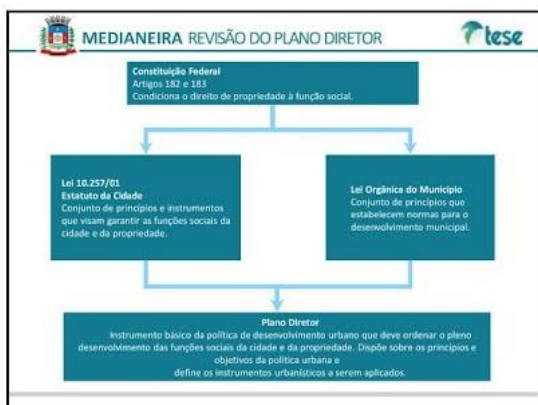 MEDIANEIRA REVISÃO DO PLANO DIRETOR
tese
Constituição Federal
Artigos 182 e 183
Condiciona o direito de propriedade à função social.
Lei 10.257/01
Estatuto da Cidade
Conjunto de princípios e instrumentos
que visam garantir as funções sociais da
cidade e da propriedade.
Lei Orgânica do Município
Conjunto de princípios que
estabelecem normas para o
desenvolvimento municipal.
Plano Diretor
Instrumento básico da política de desenvolvimento urbano que deve ordenar o pleno
desenvolvimento das funções sociais da cidade e da propriedade. Dispõe sobre os princípios e
objetivos da política urbana e
define os instrumentos urbanísticos a serem aplicados.